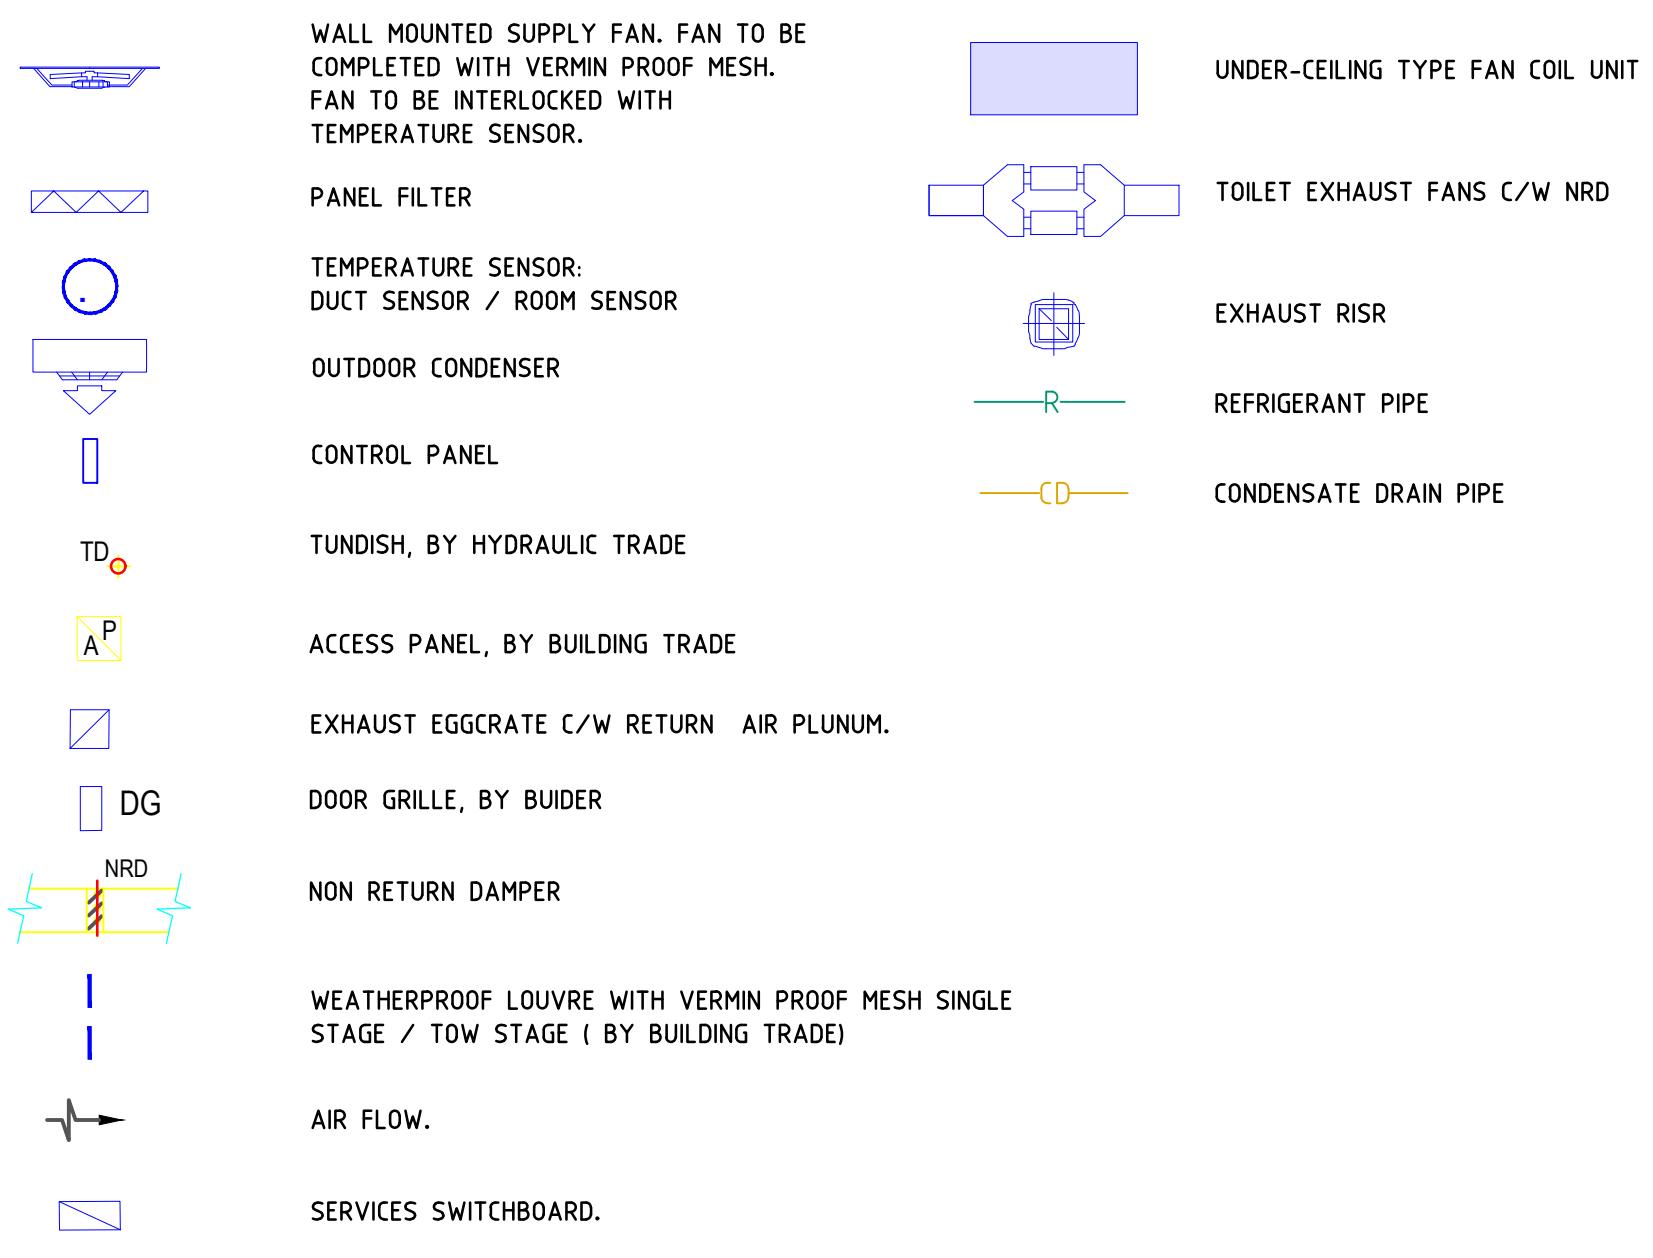 WALL MOUNTED SUPPLY FAN. FAN TO BE
COMPLETED WITH VERMIN PROOF MESH.
FAN TO BE INTERLOCKED WITH
TEMPERATURE SENSOR.
PANEL FILTER
TEMPERATURE SENSOR:
DUCT SENSOR / ROOM SENSOR
OUTDOOR CONDENSER
CONTROL PANEL
TD
TUNDISH, BY HYDRAULIC TRADE
A P
ACCESS PANEL, BY BUILDING TRADE
EXHAUST EGGCRATE C/W RETURN AIR PLUNUM.
DG
DOOR GRILLE, BY BUIDER
NRD
NON RETURN DAMPER
WEATHERPROOF LOUVRE WITH VERMIN PROOF MESH SINGLE
STAGE / TOW STAGE ( BY BUILDING TRADE)
AIR FLOW.
SERVICES SWITCHBOARD.
UNDER-CEILING TYPE FAN COIL UNIT
TOILET EXHAUST FANS C/W NRD
EXHAUST RISR
R
REFRIGERANT PIPE
CD
CONDENSATE DRAIN PIPE